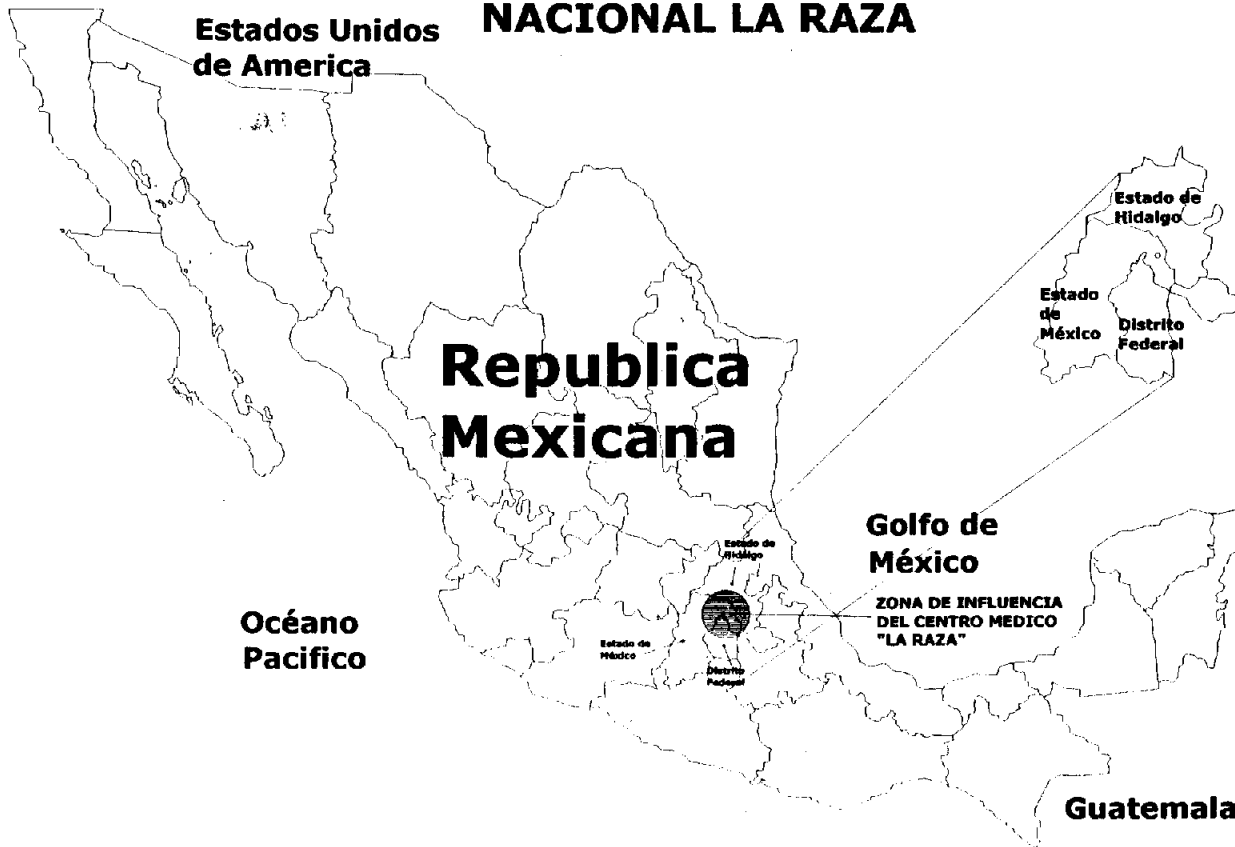 NACIONAL LA RAZA
Estados Unidos
de America
Estado de
Hidalgo
Estado
de
México
Distrito
Federal
Republica
Mexicana
Golfo de
México
Estado de
Hidalgo
ZONA DE INFLUENCIA
DEL CENTRO MEDICO
"LA RAZA"
Océano
Pacifico
Estado de
México
Distrito
Federal
Guatemala